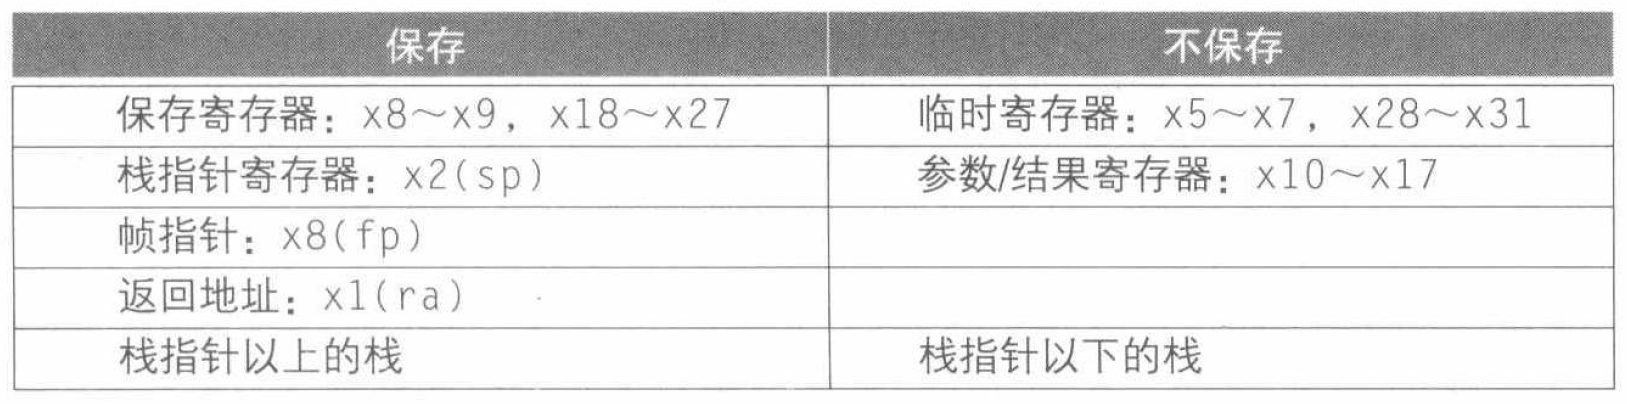 保存 不保存
保存寄存器：x8～x9，x18～x27 临时寄存器：x5～x7，x28～x31
栈指针寄存器：x2(sp) 参数/结果寄存器：x10～x17
帧指针：x8(fp)
返回地址：x1(ra)
栈指针以上的栈 栈指针以下的栈